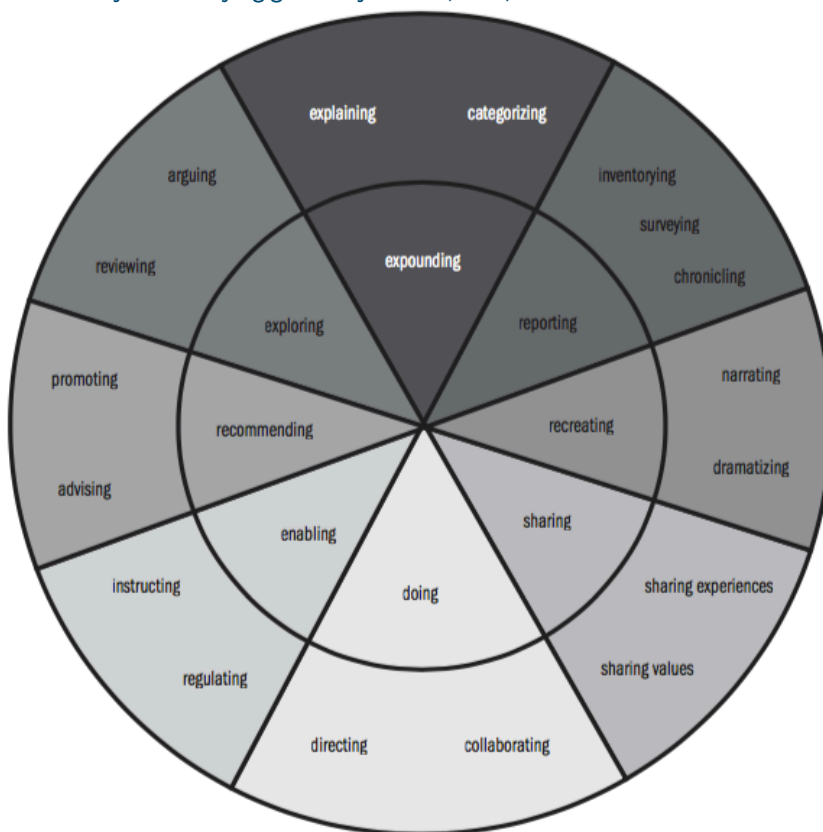 explaining
categorizing
arguing
inventorying
surveying
reviewing
expounding
chronicling
exploring
reporting
promoting
narrating
recommending
recreating
advising
dramatizing
enabling
sharing
instructing
doing
sharing experiences
regulating
sharing values
directing
collaborating